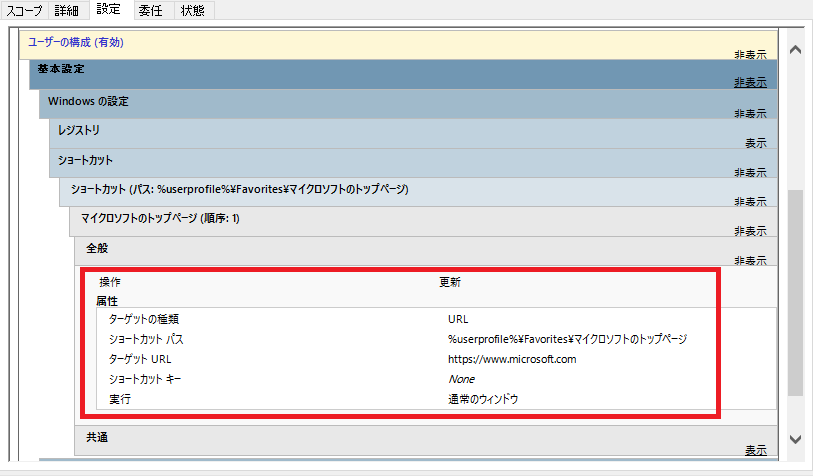 スコープ 詳細 設定 委任 状態
ユーザーの構成 (有効)
非表示
基本設定
非表示
Windows の設定
非表示
レジストリ
表示
ショートカット
非表示
ショートカット (パス: %userprofile%¥Favorites¥マイクロソフトのトップページ)
非表示
マイクロソフトのトップページ (順序: 1)
非表示
全般
非表示
操作 更新
属性
ターゲットの種類 URL
ショートカット パス %userprofile%¥Favorites¥マイクロソフトのトップページ
ターゲット URL https://www.microsoft.com
ショートカット キー None
実行 通常のウィンドウ
共通
表示